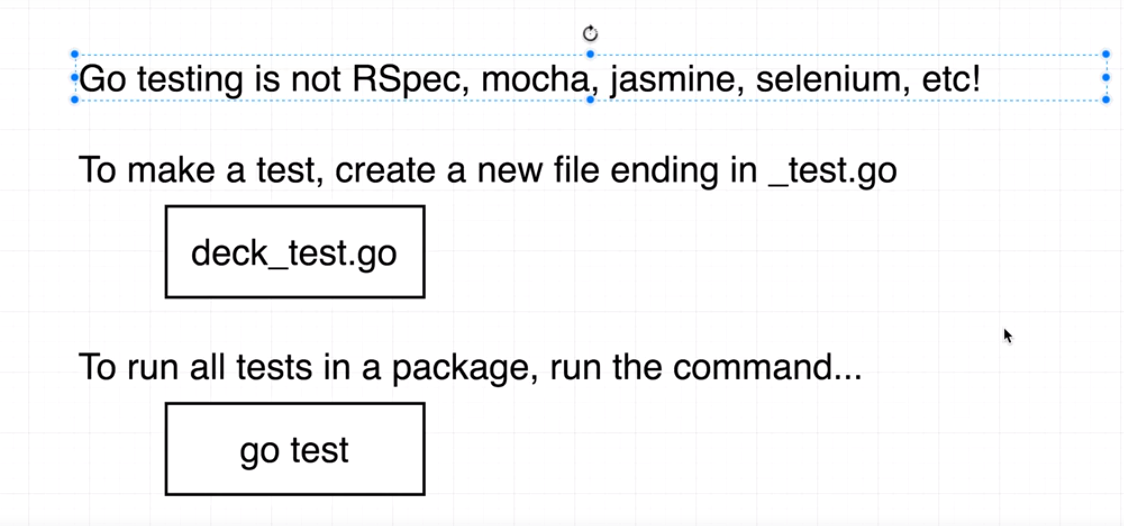 Go testing is not RSpec, mocha, jasmine, selenium, etc!
To make a test, create a new file ending in _test.go
deck_test.go
To run all tests in a package, run the command...
go test